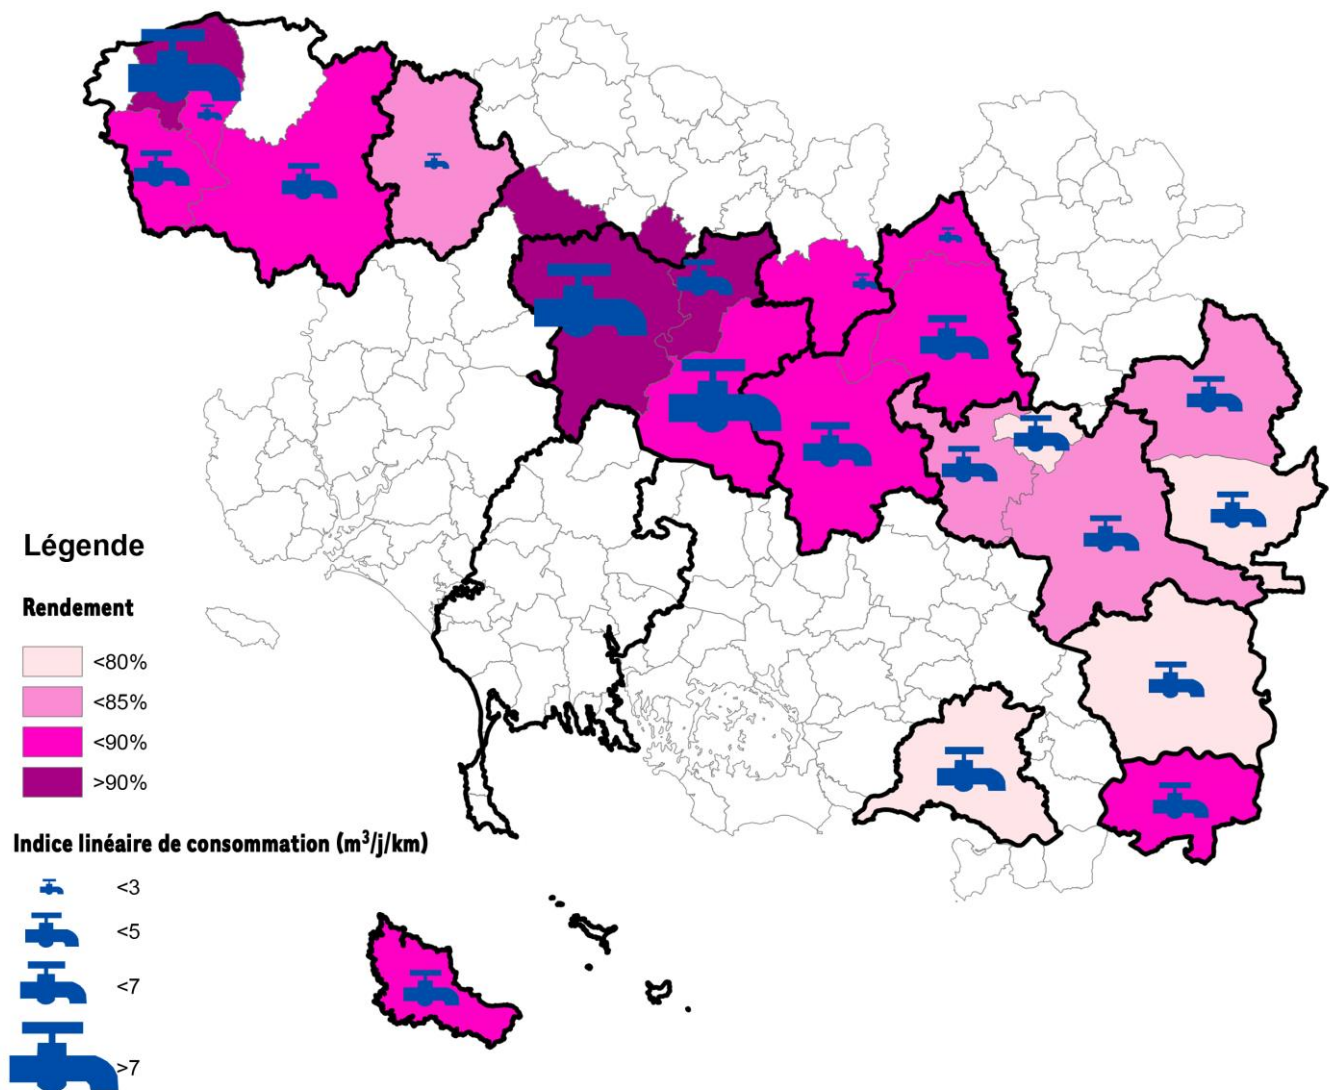 Légende
Rendement
<80%
<85%
<90%
>90%
Indice linéaire de consommation (m³/j/km)
<3
<5
<7
>7